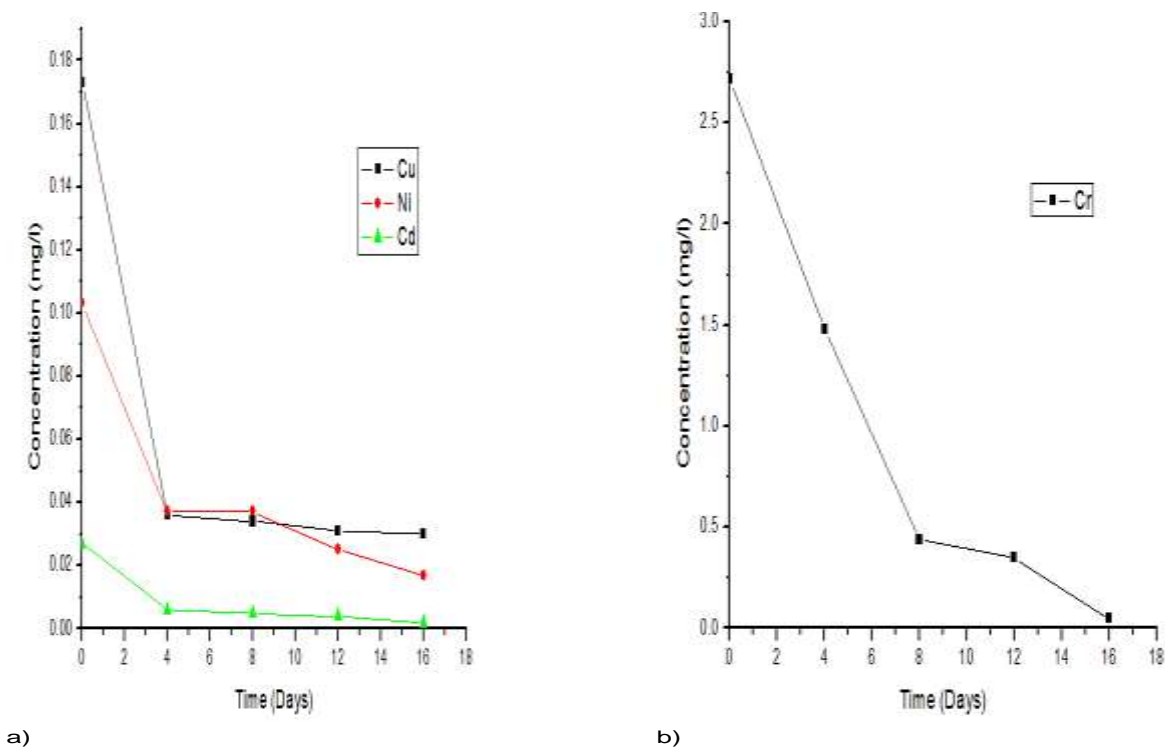 0.18
0.16
0.14
0.12
0.10
0.08
0.06
0.04
0.02
0.00
Concentration (mg/l)
Cu
Ni
Cd
0 2 4 6 8 10 12 14 16 18
Time (Days)
a)
3.0
2.5
2.0
1.5
1.0
0.5
0.0
Concentration (mg/l)
Cr
0 2 4 6 8 10 12 14 16 18
Time (Days)
b)